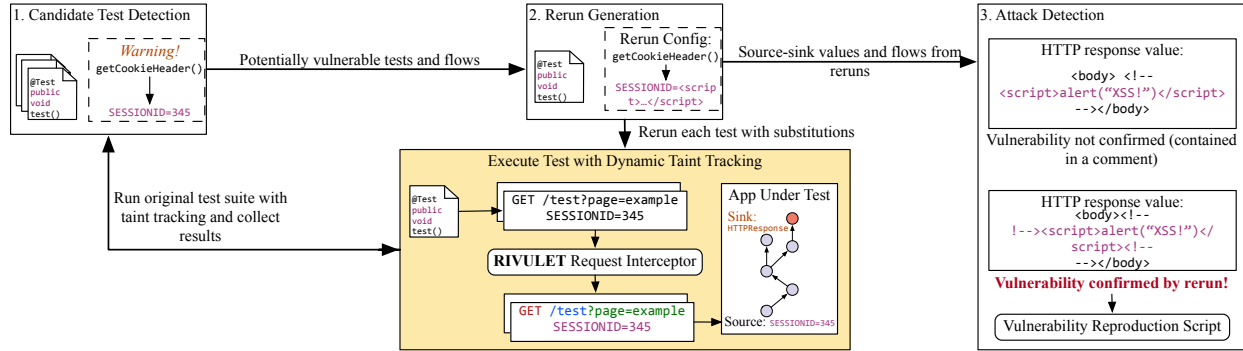 1. Candidate Test Detection
Warning!
getCookieHeader()
SESSIONID=345
@Test
public
void
test()
Potentially vulnerable tests and flows
2. Rerun Generation
@Test
public
void
test()
Rerun Config:
getCookieHeader()
SESSIONID=<scrip
t>…</script>
Source-sink values and flows from
reruns
3. Attack Detection
HTTP response value:
<body> <!--
<script>alert(“XSS!”)</script>
--></body>
Vulnerability not confirmed (contained
in a comment)
HTTP response value:
<body><!--
!--><script>alert(“XSS!”)</
script><!--
--></body>
Vulnerability confirmed by rerun!
Vulnerability Reproduction Script
Rerun each test with substitutions
Run original test suite with
taint tracking and collect
results
Execute Test with Dynamic Taint Tracking
@Test
public
void
test()
GET /test?page=example
SESSIONID=345
RIVULET Request Interceptor
GET /test?page=example
SESSIONID=345
App Under Test
Sink:
HTTPResponse
Source: SESSIONID=345